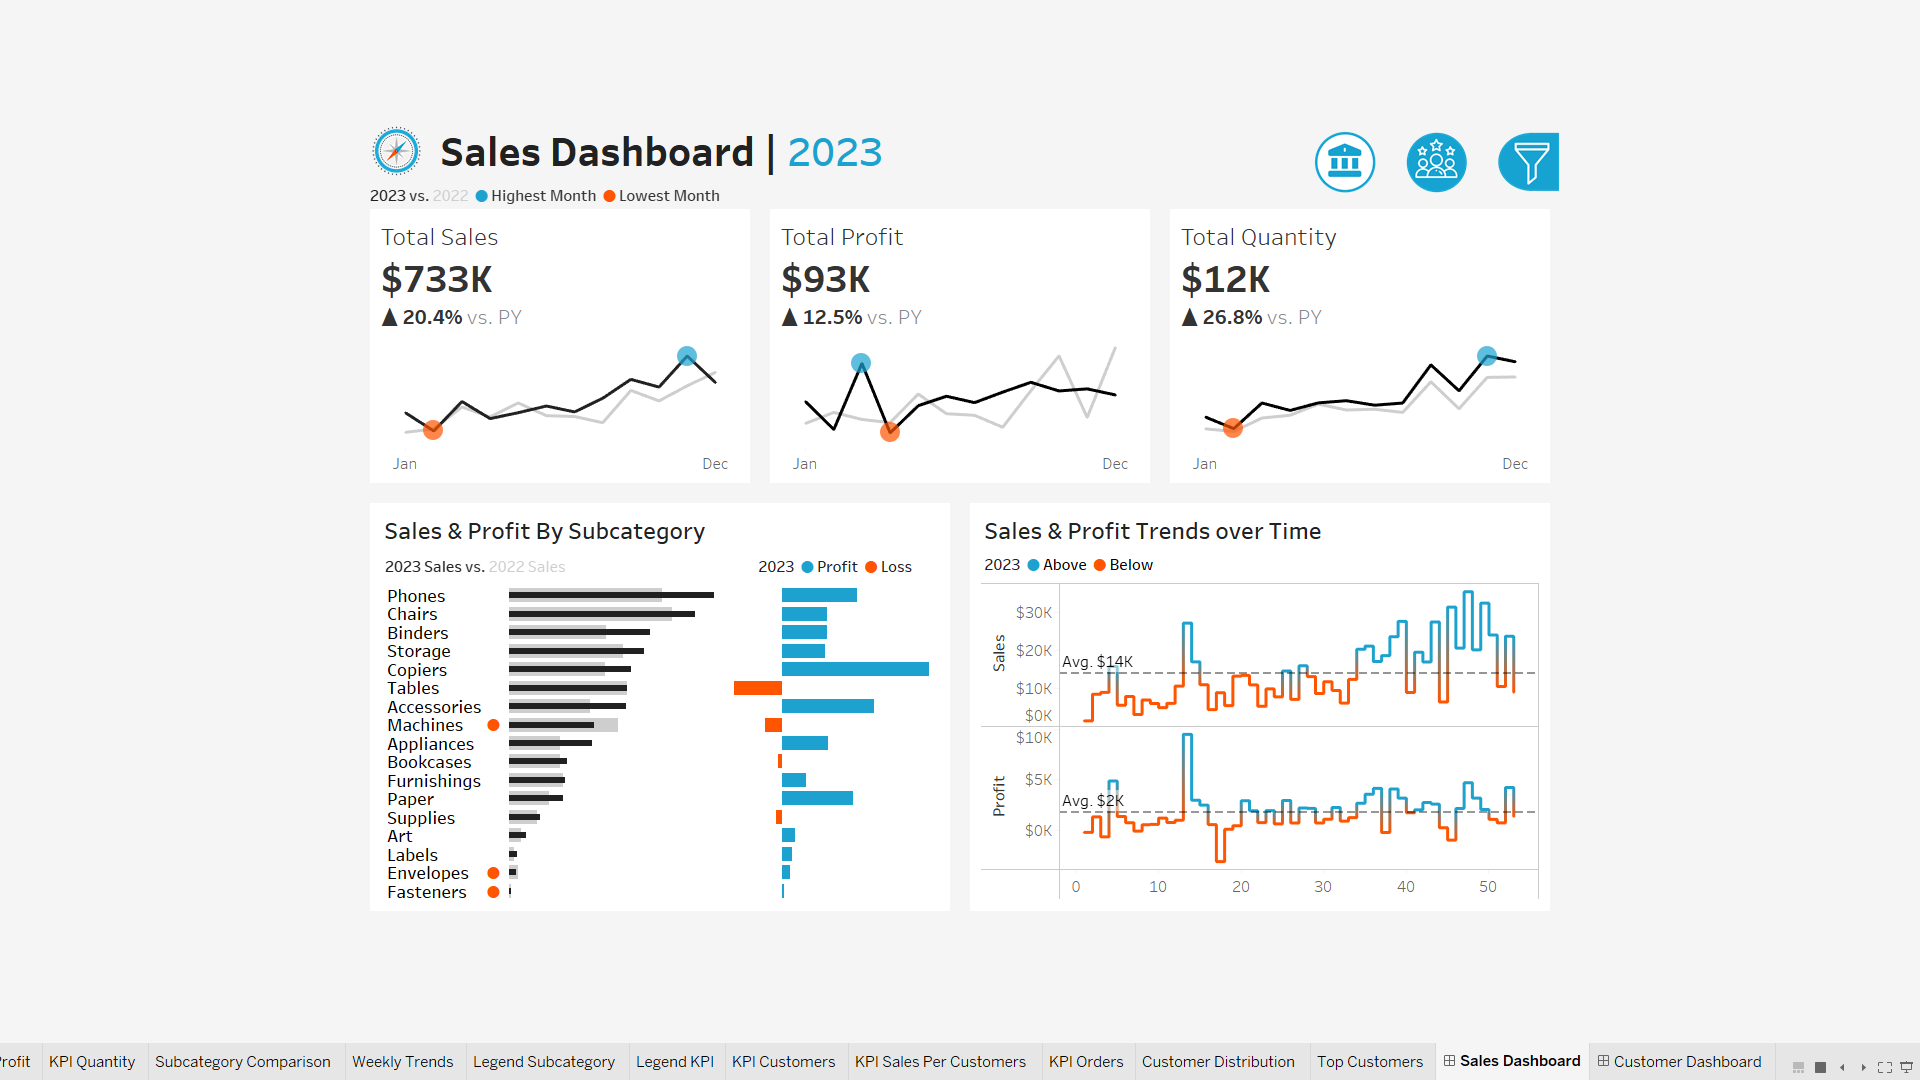 Sales Dashboard | 2023
2023 vs. 2022 Highest Month Lowest Month
Total Sales
$733K
▲ 20.4% vs. PY
Jan Dec
Total Profit
$93K
▲ 12.5% vs. PY
Jan Dec
Total Quantity
$12K
▲ 26.8% vs. PY
Jan Dec
Sales & Profit By Subcategory
2023 Sales vs. 2022 Sales
2023 Profit Loss
Phones
Chairs
Binders
Storage
Copiers
Tables
Accessories
Machines
Appliances
Bookcases
Furnishings
Paper
Supplies
Art
Labels
Envelopes
Fasteners
Sales & Profit Trends over Time
2023 Above Below
Sales
$30K
$20K
$10K
$0K
Avg. $14K
Profit
$10K
$5K
$0K
Avg. $2K
0 10 20 30 40 50
rofit KPI Quantity Subcategory Comparison Weekly Trends Legend Subcategory Legend KPI KPI Customers KPI Sales Per Customers KPI Orders Customer Distribution Top Customers Sales Dashboard Customer Dashboard